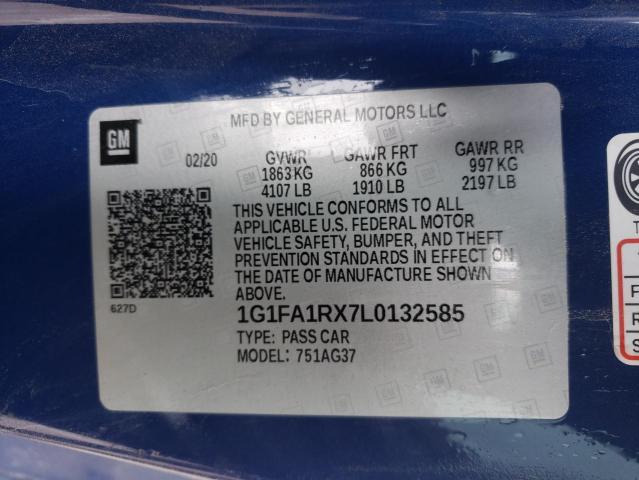 MFD BY GENERAL MOTORS LLC
GM
02/20 GVWR GAWR FRT GAWR RR
1863 KG 866 KG 997 KG
4107 LB 1910 LB 2197 LB
THIS VEHICLE CONFORMS TO ALL
APPLICABLE U.S. FEDERAL MOTOR
VEHICLE SAFETY, BUMPER, AND THEFT
PREVENTION STANDARDS IN EFFECT ON
THE DATE OF MANUFACTURE SHOWN
ABOVE.
627D
1G1FA1RX7L0132585
TYPE: PASS CAR
MODEL: 751AG37